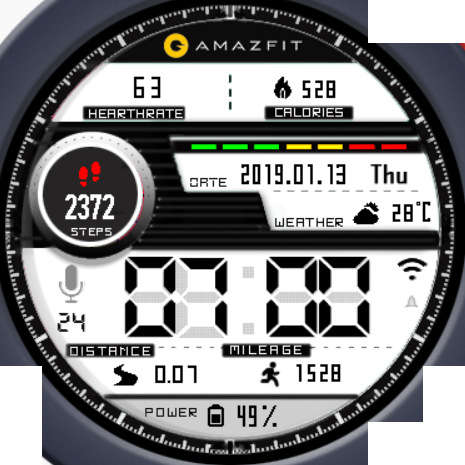 AMAZFIT
63 528
HEARTHRATE CALORIES
DATE 2019.01.13 Thu
2372
STEPS
WEATHER 28°C
07:00
24
DISTANCE MILEAGE
0.07 1528
POWER 49%